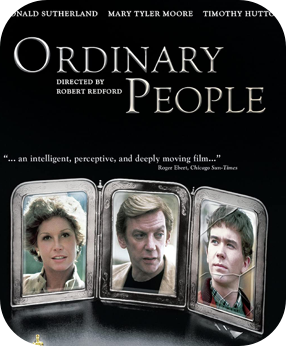 ONALD SUTHERLAND MARY TYLER MOORE TIMOTHY HUTTO
ORDINARY
DIRECTED BY
ROBERT REDFORD
PEOPLE
"... an intelligent, perceptive, and deeply moving film..."
Roger Ebert, Chicago Sun-Times